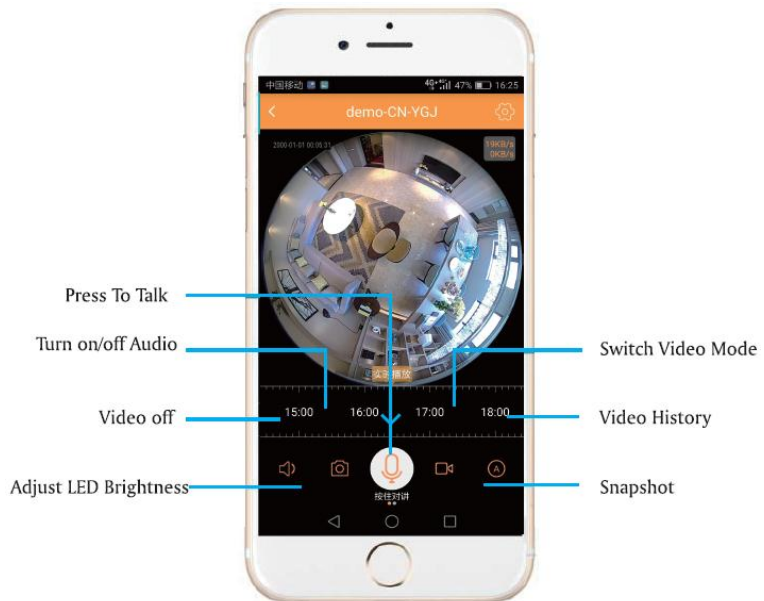 中国移动 4G+ 4G 47% 16:25
demo-CN-YGJ
2000-01-01 00:05:31
19KB/s
0KB/s
Press To Talk
Turn on/off Audio
Switch Video Mode
实时播放
Video off
15:00 16:00 17:00 18:00
Video History
Adjust LED Brightness
A
Snapshot
按住对讲